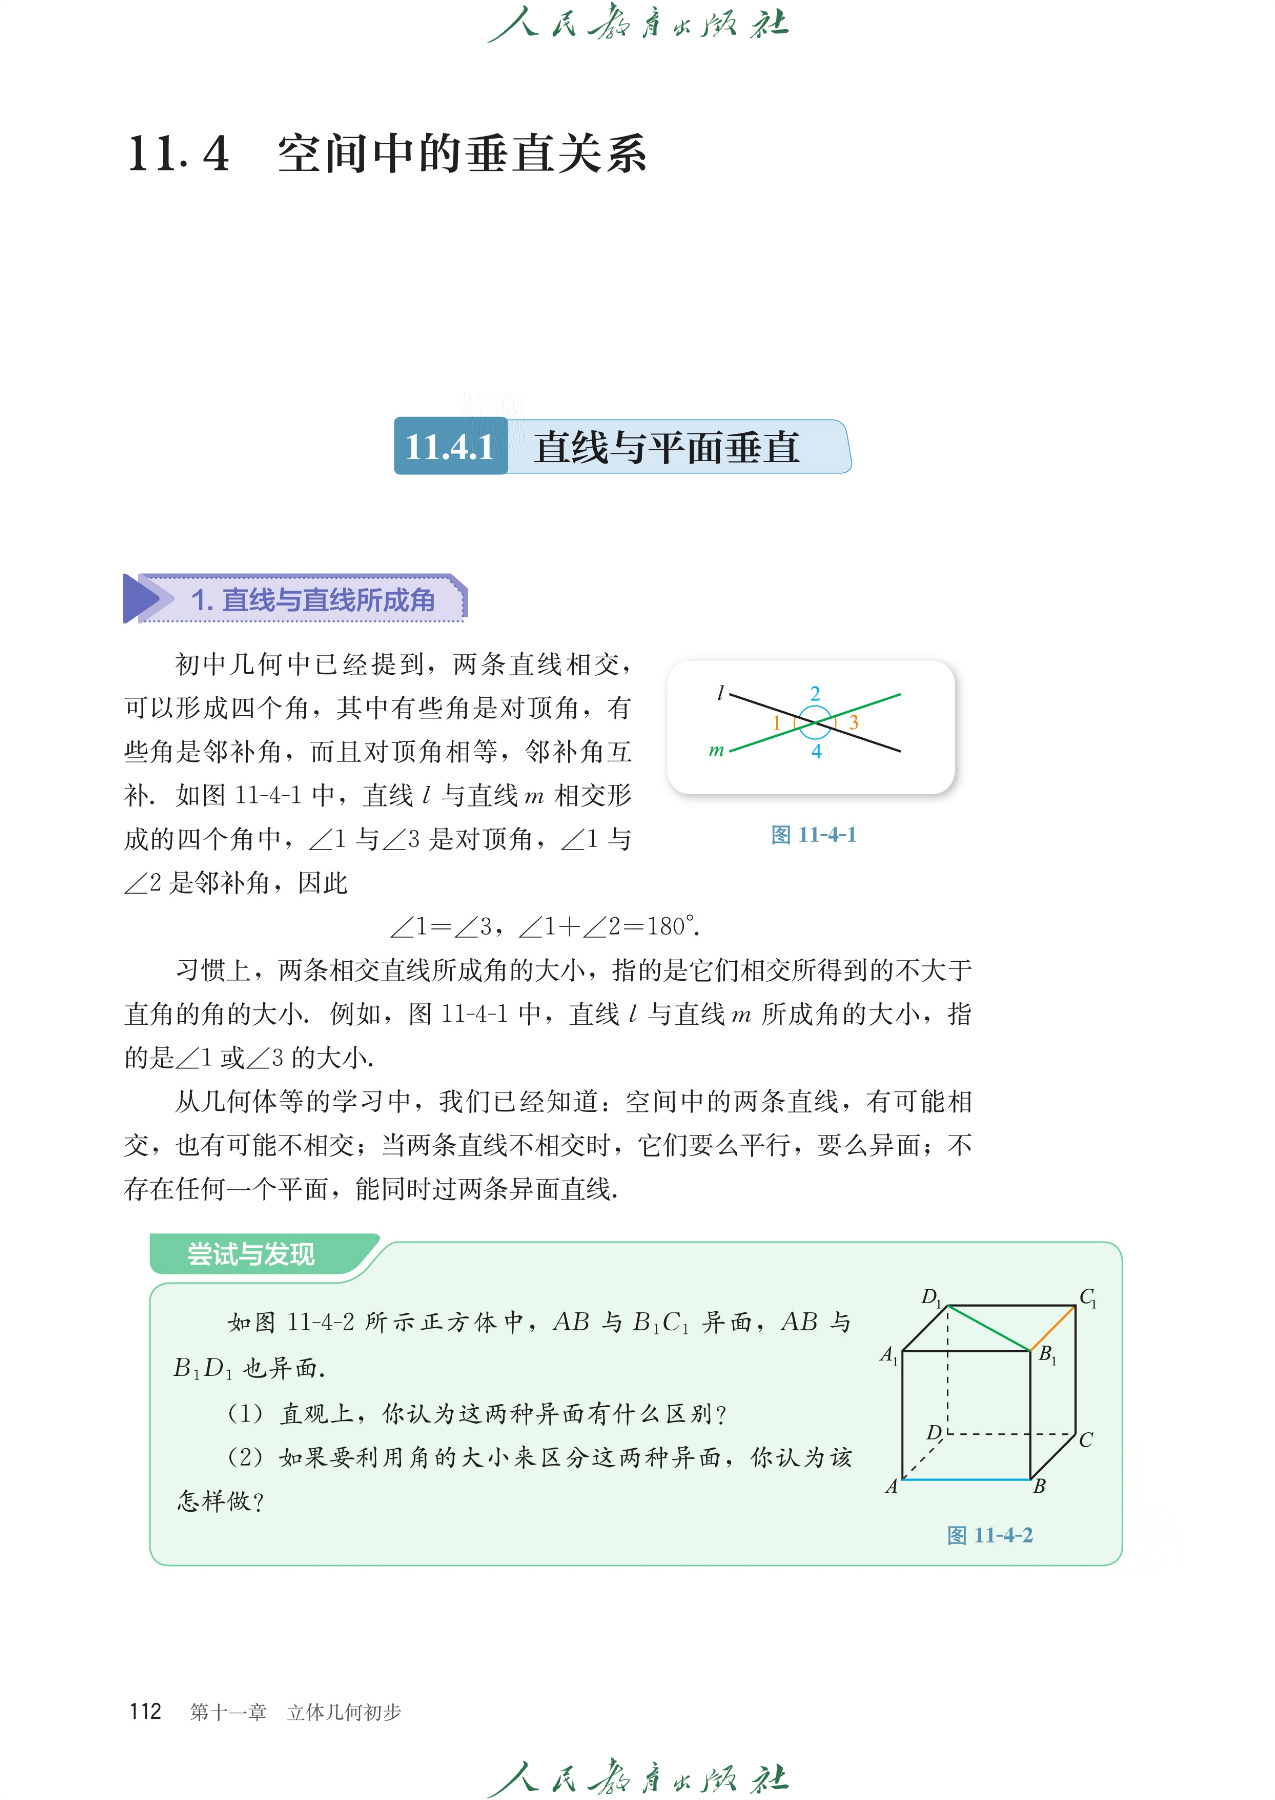 人民教育出版社
11.4 空间中的垂直关系
11.4.1 直线与平面垂直
1. 直线与直线所成角
初中几何中已经提到，两条直线相交，
可以形成四个角，其中有些角是对顶角，有
些角是邻补角，而且对顶角相等，邻补角互
补．如图 11-4-1 中，直线 l 与直线 m 相交形
成的四个角中，∠1 与∠3 是对顶角，∠1 与
∠2 是邻补角，因此
l
m
1
2
3
4
图 11-4-1
∠1＝∠3，∠1＋∠2＝180°.
习惯上，两条相交直线所成角的大小，指的是它们相交所得到的不大于
直角的角的大小．例如，图 11-4-1 中，直线 l 与直线 m 所成角的大小，指
的是∠1 或∠3 的大小．
从几何体等的学习中，我们已经知道：空间中的两条直线，有可能相
交，也有可能不相交；当两条直线不相交时，它们要么平行，要么异面；不
存在任何一个平面，能同时过两条异面直线．
尝试与发现
如图 11-4-2 所示正方体中，AB 与 B₁C₁ 异面，AB 与
B₁D₁ 也异面．
（1）直观上，你认为这两种异面有什么区别？
（2）如果要利用角的大小来区分这两种异面，你认为该
怎样做？
D₁
C₁
A₁
B₁
D
C
A
B
图 11-4-2
112 第十一章 立体几何初步
人民教育出版社